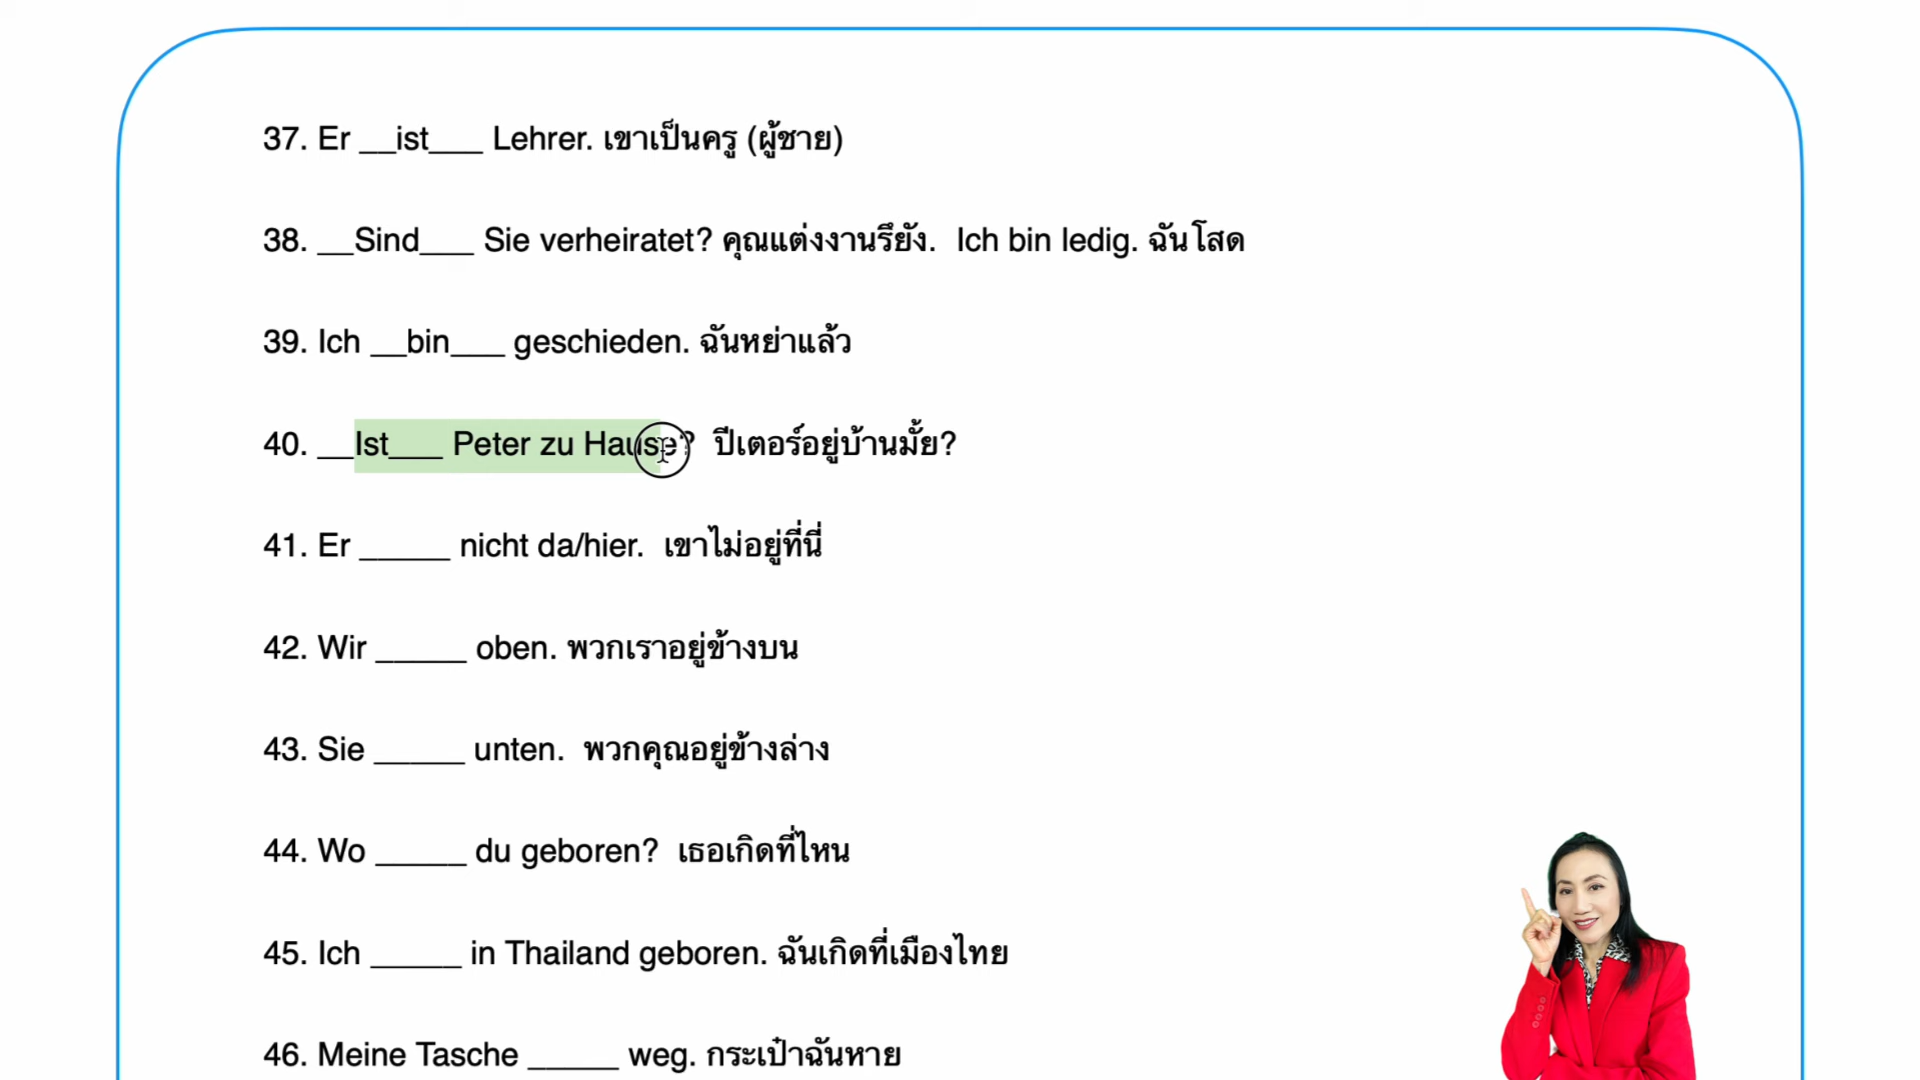 37. Er __ist___ Lehrer. เขาเป็นครู (ผู้ชาย)
38. __Sind___ Sie verheiratet? คุณแต่งงานรึยัง. Ich bin ledig. ฉันโสด
39. Ich __bin___ geschieden. ฉันหย่าแล้ว
40. __Ist___ Peter zu Hause? ปีเตอร์อยู่บ้านมั้ย?
41. Er _____ nicht da/hier. เขาไม่อยู่ที่นี่
42. Wir _____ oben. พวกเราอยู่ข้างบน
43. Sie _____ unten. พวกคุณอยู่ข้างล่าง
44. Wo _____ du geboren? เธอเกิดที่ไหน
45. Ich _____ in Thailand geboren. ฉันเกิดที่เมืองไทย
46. Meine Tasche _____ weg. กระเป๋าฉันหาย